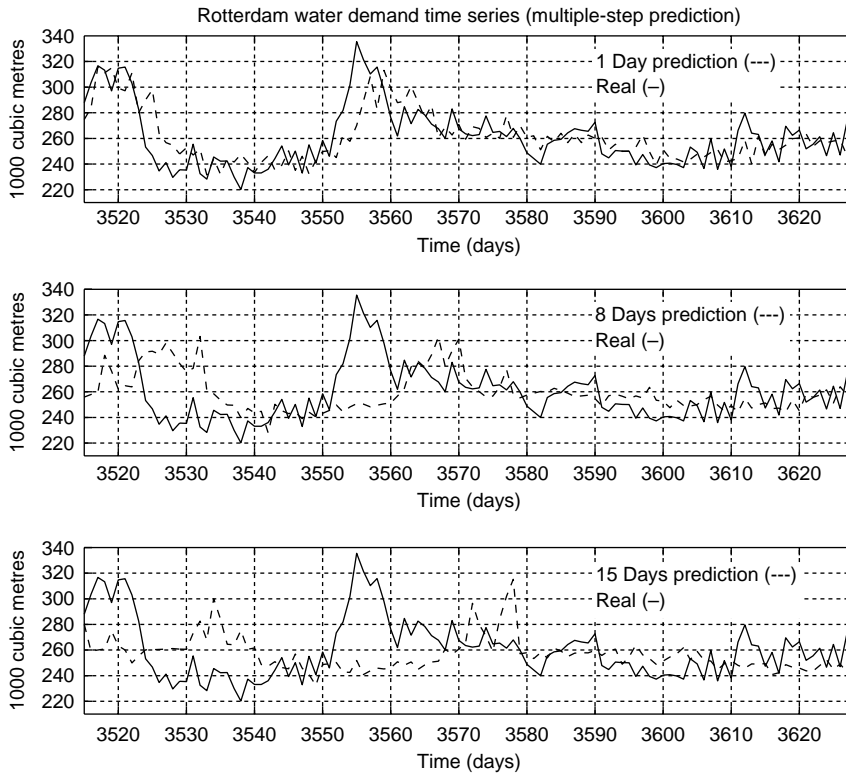 Rotterdam water demand time series (multiple-step prediction)
340
320
300
280
260
240
220
1000 cubic metres
1 Day prediction (---)
Real (–)
3520 3530 3540 3550 3560 3570 3580 3590 3600 3610 3620
Time (days)
340
320
300
280
260
240
220
1000 cubic metres
8 Days prediction (---)
Real (–)
3520 3530 3540 3550 3560 3570 3580 3590 3600 3610 3620
Time (days)
340
320
300
280
260
240
220
1000 cubic metres
15 Days prediction (---)
Real (–)
3520 3530 3540 3550 3560 3570 3580 3590 3600 3610 3620
Time (days)